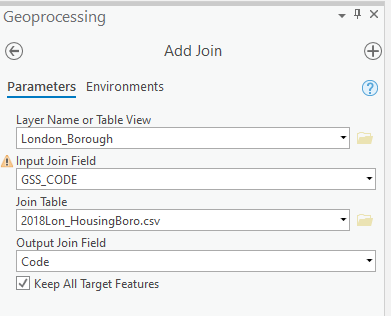 Geoprocessing
Add Join
Parameters Environments
Layer Name or Table View
London_Borough
Input Join Field
GSS_CODE
Join Table
2018Lon_HousingBoro.csv
Output Join Field
Code
Keep All Target Features